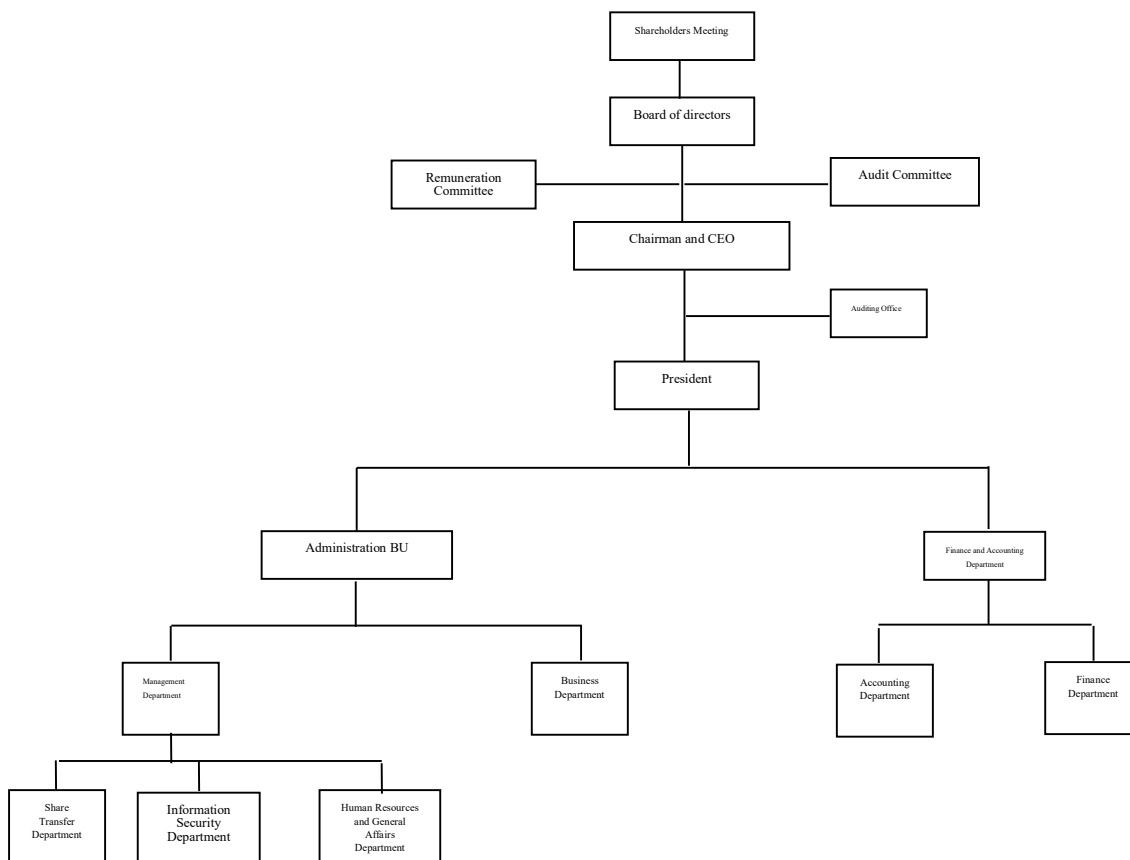 Shareholders Meeting
Board of directors
Remuneration
Committee
Audit Committee
Chairman and CEO
Auditing Office
President
Administration BU
Finance and Accounting
Department
Management
Department
Business
Department
Accounting
Department
Finance
Department
Share
Transfer
Department
Information
Security
Department
Human Resources
and General
Affairs
Department